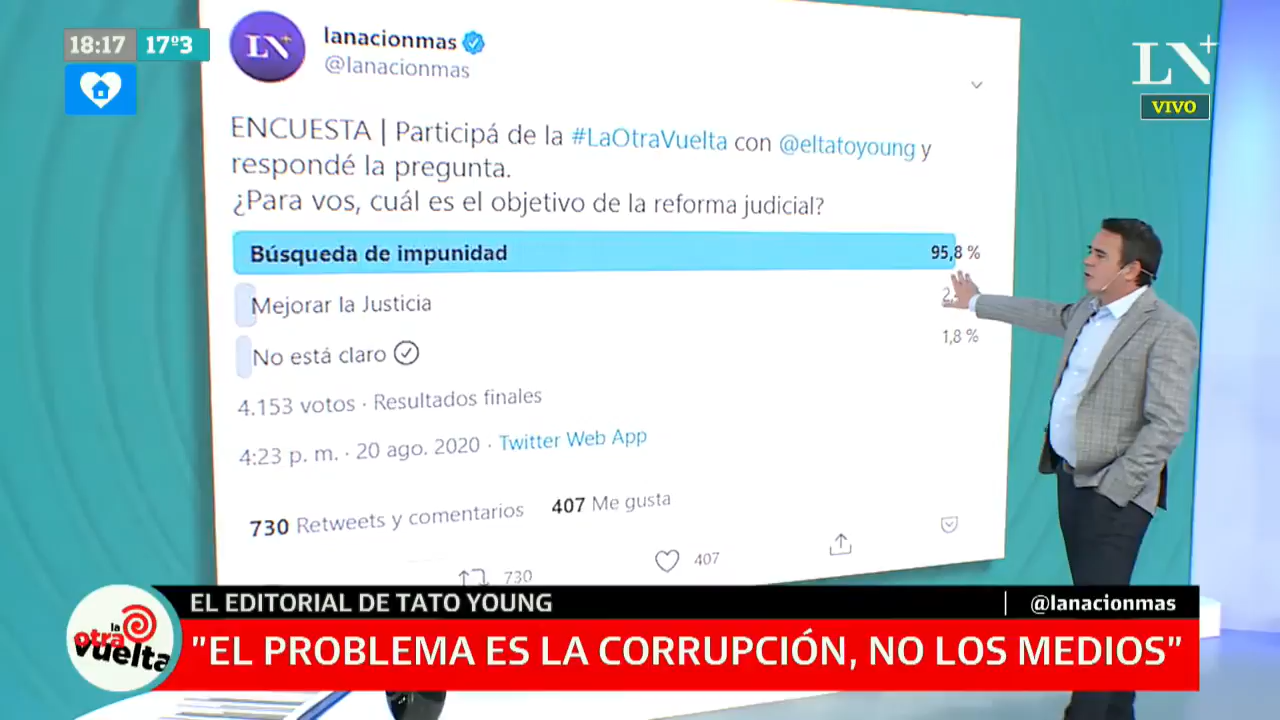 18:17 17º3
LN+
VIVO
LN+
lanacionmas
@lanacionmas
ENCUESTA | Participá de la #LaOtraVuelta con @eltatoyoung y
respondé la pregunta.
¿Para vos, cuál es el objetivo de la reforma judicial?
Búsqueda de impunidad 95,8 %
Mejorar la Justicia
No está claro 1,8 %
4.153 votos · Resultados finales
4:23 p. m. · 20 ago. 2020 · Twitter Web App
730 Retweets y comentarios 407 Me gusta
730 407
EL EDITORIAL DE TATO YOUNG | @lanacionmas
la
otra
vuelta
"EL PROBLEMA ES LA CORRUPCIÓN, NO LOS MEDIOS"